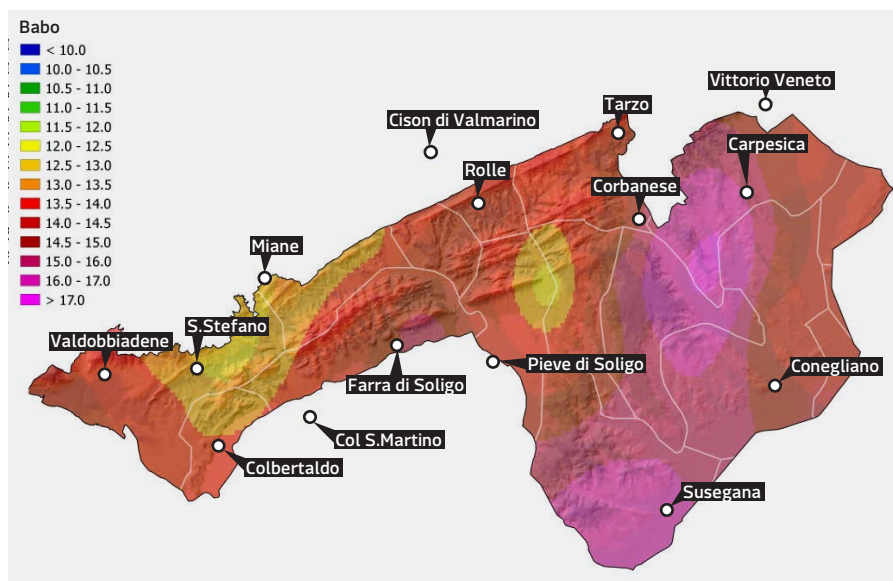 Babo
< 10.0
10.0 - 10.5
10.5 - 11.0
11.0 - 11.5
11.5 - 12.0
12.0 - 12.5
12.5 - 13.0
13.0 - 13.5
13.5 - 14.0
14.0 - 14.5
14.5 - 15.0
15.0 - 16.0
16.0 - 17.0
> 17.0
Vittorio Veneto
Tarzo
Cison di Valmarino
Carpesica
Rolle
Corbanese
Miane
S.Stefano
Valdobbiadene
Pieve di Soligo
Farra di Soligo
Conegliano
Col S.Martino
Colbertaldo
Susegana